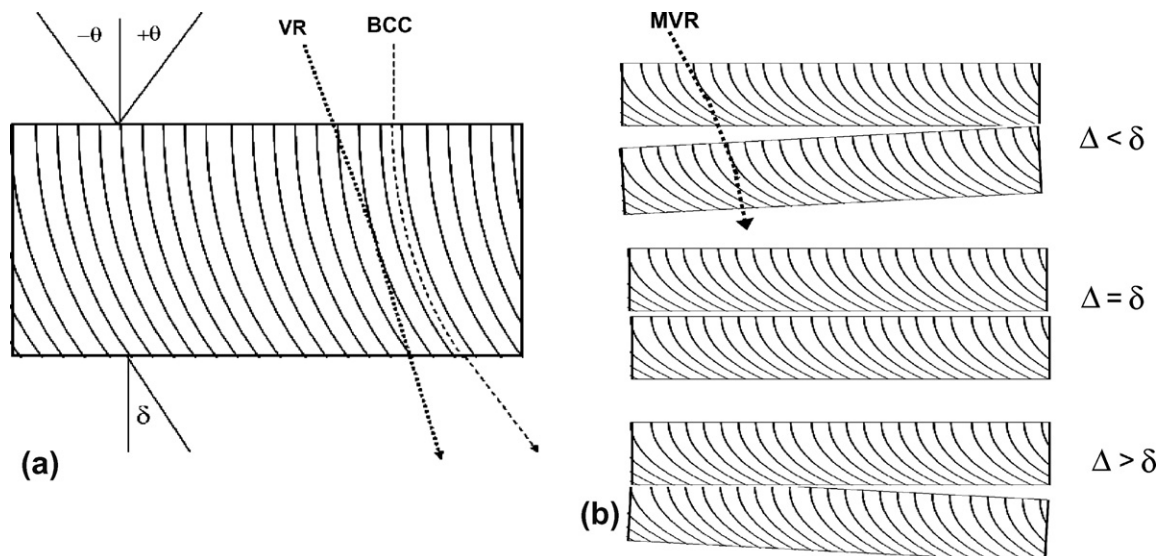 −θ
+θ
VR
BCC
δ
(a)
MVR
Δ < δ
Δ = δ
Δ > δ
(b)